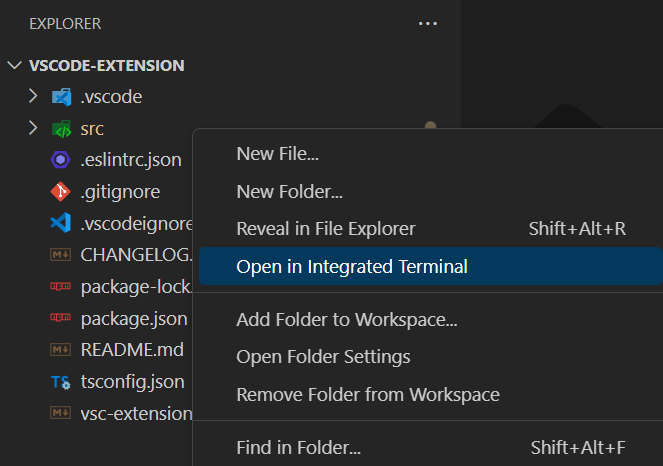 EXPLORER
VSCODE-EXTENSION
.vscode
src
.eslintrc.json
.gitignore
.vscodeignore
CHANGELOG.
package-lock
package.json
README.md
tsconfig.json
vsc-extension
New File...
New Folder...
Reveal in File Explorer Shift+Alt+R
Open in Integrated Terminal
Add Folder to Workspace...
Open Folder Settings
Remove Folder from Workspace
Find in Folder... Shift+Alt+F